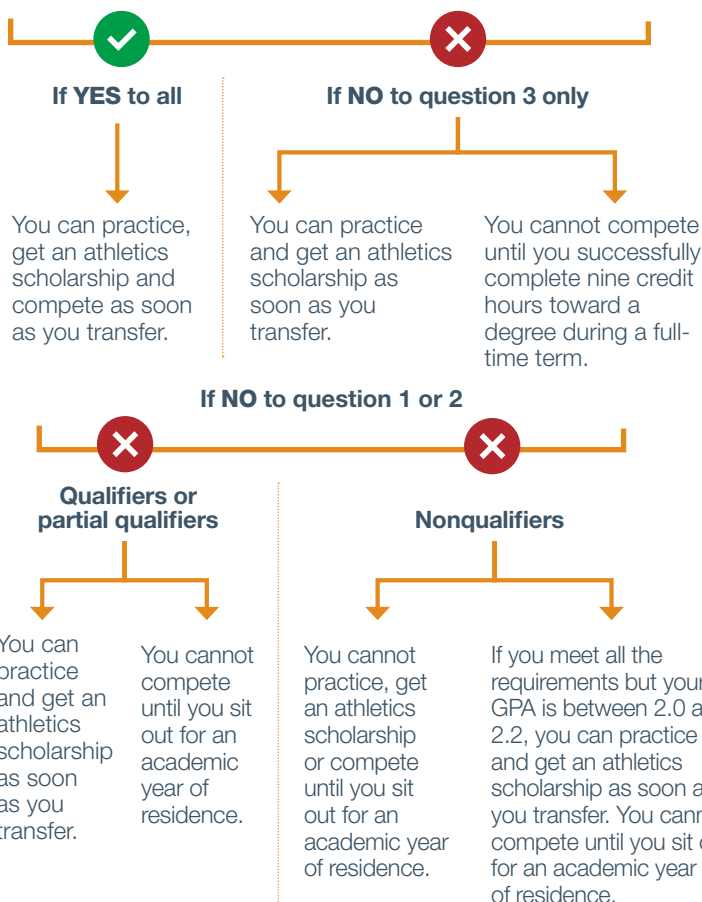 If YES to all
If NO to question 3 only
You can practice,
get an athletics
scholarship and
compete as soon
as you transfer.
You can practice
and get an athletics
scholarship as
soon as you
transfer.
You cannot compete
until you successfully
complete nine credit
hours toward a
degree during a full-
time term.
If NO to question 1 or 2
Qualifiers or
partial qualifiers
You can
practice
and get an
athletics
scholarship
as soon
as you
transfer.
You cannot
compete
until you sit
out for an
academic
year of
residence.
Nonqualifiers
You cannot
practice, get
an athletics
scholarship
or compete
until you sit
out for an
academic year
of residence.
If you meet all the
requirements but your
GPA is between 2.0
2.2, you can practice
and get an athletics
scholarship as soon
you transfer. You
compete until you sit
for an academic year
of residence.